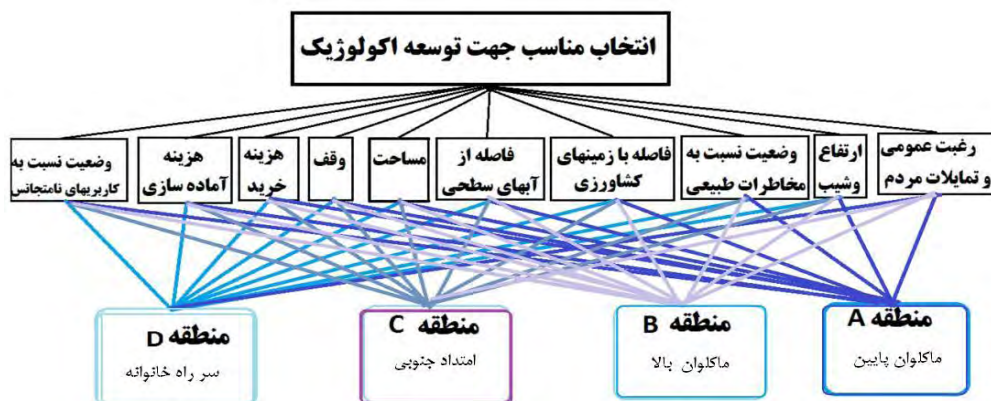 انتخاب مناسب جهت توسعه اکولوژیک
رغبت عمومی
و تمایلات مردم
ارتفاع
وشیب
وضعیت نسبت به
مخاطرات طبیعی
فاصله با زمینهای
کشاورزی
فاصله از
آبهای سطحی
مساحت
وقف
هزینه
خرید
هزینه
آماده سازی
وضعیت نسبت به
کاربریهای نامتجانس
منطقه A
ماکلوان پایین
منطقه B
ماکلوان بالا
منطقه C
امتداد جنوبی
منطقه D
سر راه خانوانه